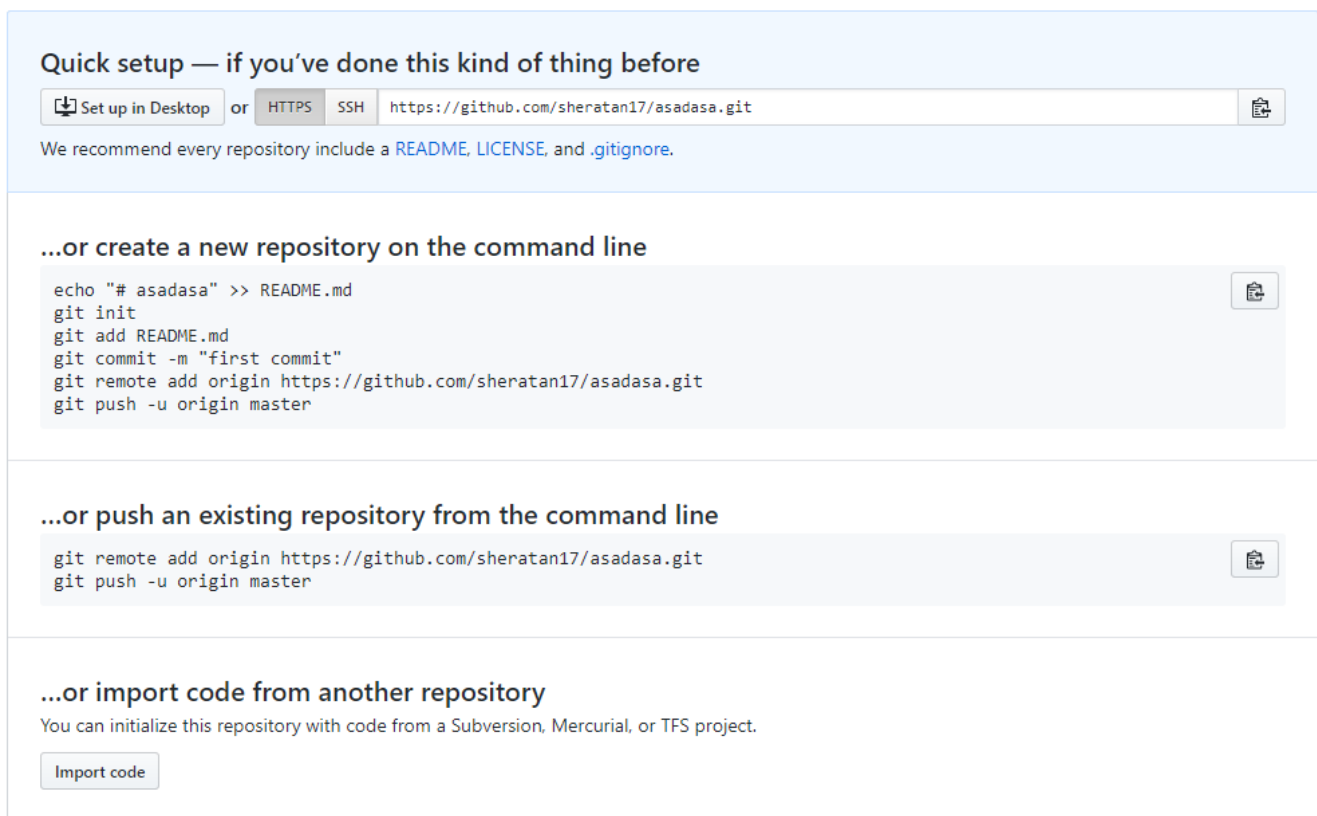 Quick setup — if you’ve done this kind of thing before
Set up in Desktop or HTTPS SSH https://github.com/sheratan17/asadasa.git
We recommend every repository include a README, LICENSE, and .gitignore.
…or create a new repository on the command line
echo "# asadasa" >> README.md
git init
git add README.md
git commit -m "first commit"
git remote add origin https://github.com/sheratan17/asadasa.git
git push -u origin master
…or push an existing repository from the command line
git remote add origin https://github.com/sheratan17/asadasa.git
git push -u origin master
…or import code from another repository
You can initialize this repository with code from a Subversion, Mercurial, or TFS project.
Import code